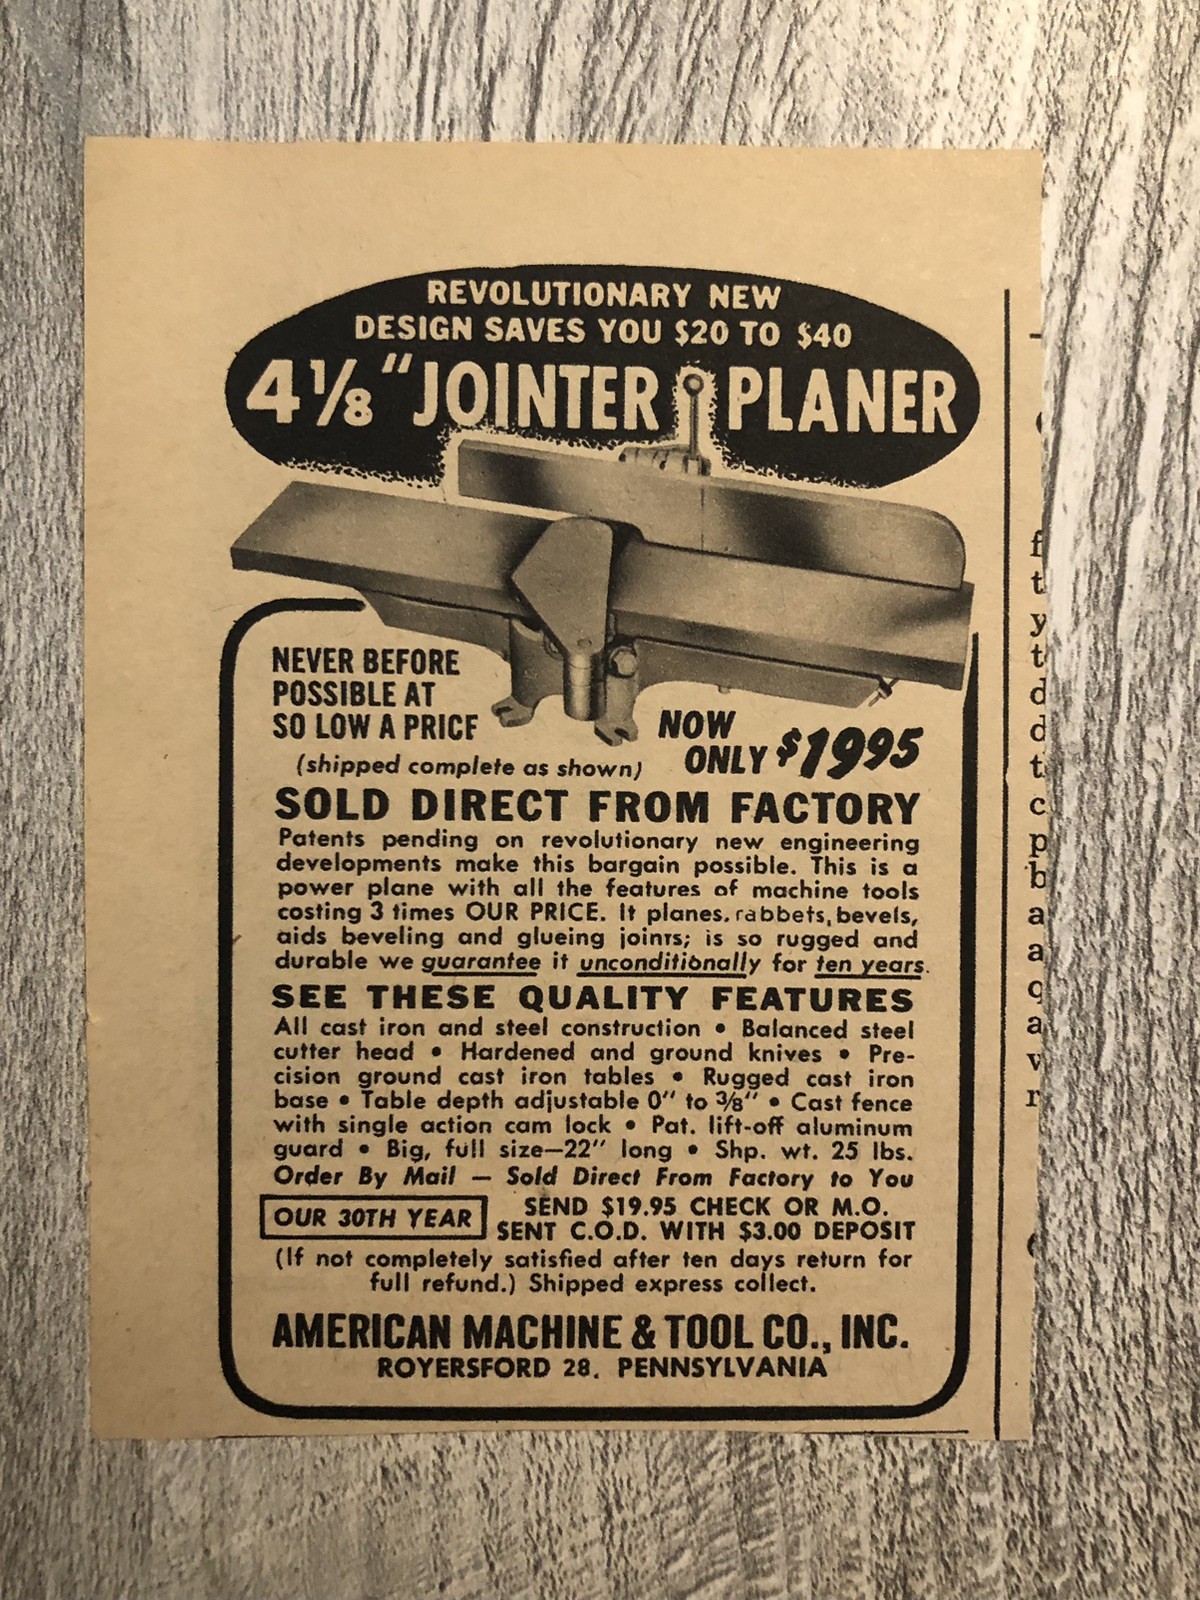 REVOLUTIONARY NEW
DESIGN SAVES YOU $20 TO $40
4⅛" JOINTER PLANER
NEVER BEFORE
POSSIBLE AT
SO LOW A PRICE
(shipped complete as shown)
NOW
ONLY $19.95
SOLD DIRECT FROM FACTORY
Patents pending on revolutionary new engineering
developments make this bargain possible. This is a
power plane with all the features of machine tools
costing 3 times OUR PRICE. It planes, rabbets, bevels,
aids beveling and glueing joints; is so rugged and
durable we guarantee it unconditionally for ten years.
SEE THESE QUALITY FEATURES
All cast iron and steel construction • Balanced steel
cutter head • Hardened and ground knives • Pre-
cision ground cast iron tables • Rugged cast iron
base • Table depth adjustable 0" to ⅜" • Cast fence
with single action cam lock • Pat. lift-off aluminum
guard • Big, full size—22" long • Shp. wt. 25 lbs.
Order By Mail — Sold Direct From Factory to You
OUR 30TH YEAR
SEND $19.95 CHECK OR M.O.
SENT C.O.D. WITH $3.00 DEPOSIT
(If not completely satisfied after ten days return for
full refund.) Shipped express collect.
AMERICAN MACHINE & TOOL CO., INC.
ROYERSFORD 28, PENNSYLVANIA